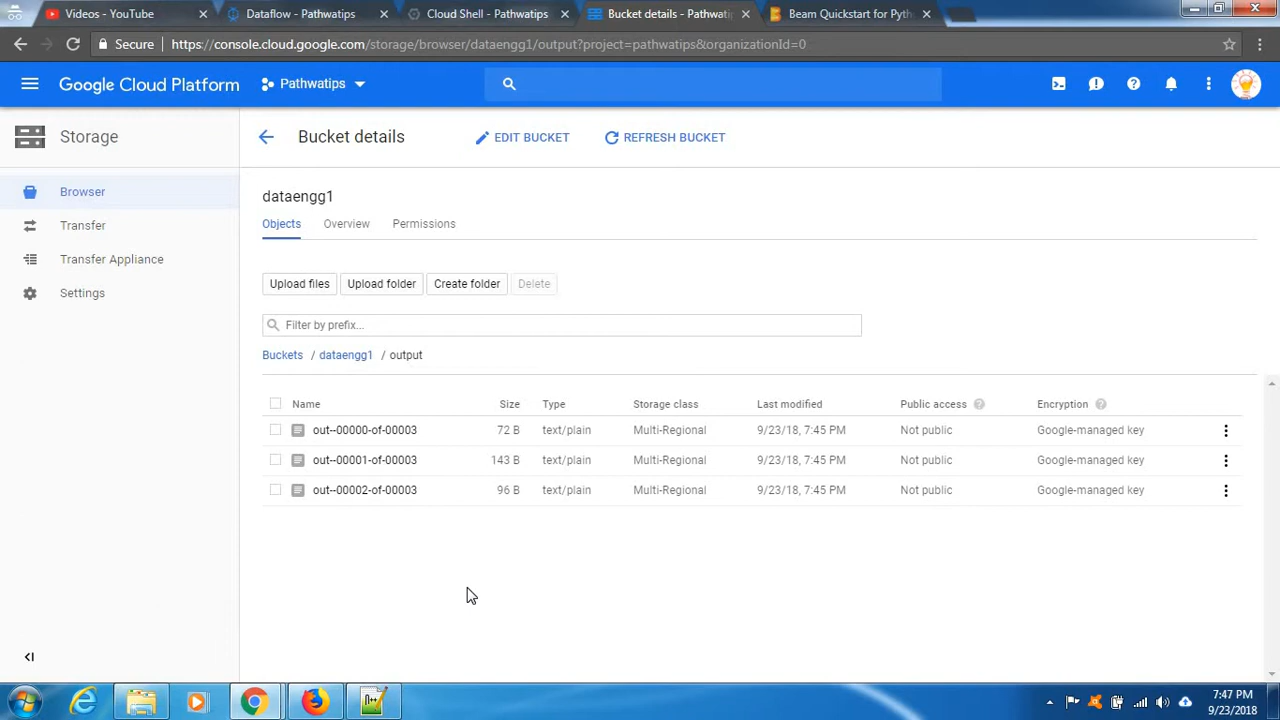 Videos - YouTube
Dataflow - Pathwatips
Cloud Shell - Pathwatips
Bucket details - Pathwati
Beam Quickstart for Pyth
Secure
https://console.cloud.google.com/storage/browser/dataengg1/output?project=pathwatips&organizationId=0
Google Cloud Platform
Pathwatips
Storage
Bucket details
EDIT BUCKET
REFRESH BUCKET
Browser
Transfer
Transfer Appliance
Settings
dataengg1
Objects Overview Permissions
Upload files Upload folder Create folder Delete
Filter by prefix...
Buckets / dataengg1 / output
Name Size Type Storage class Last modified Public access Encryption
out--00000-of-00003 72 B text/plain Multi-Regional 9/23/18, 7:45 PM Not public Google-managed key
out--00001-of-00003 143 B text/plain Multi-Regional 9/23/18, 7:45 PM Not public Google-managed key
out--00002-of-00003 96 B text/plain Multi-Regional 9/23/18, 7:45 PM Not public Google-managed key
7:47 PM
9/23/2018